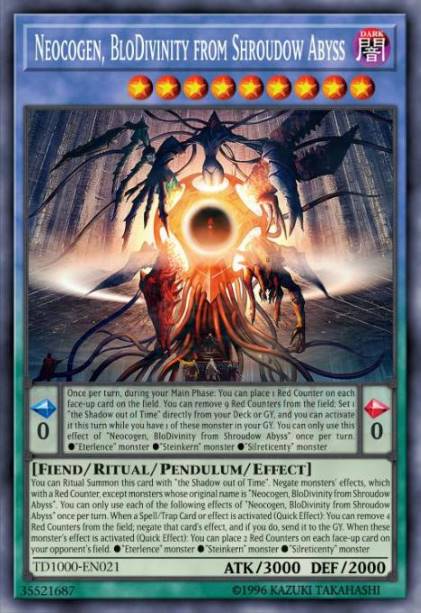 NEOCOGEN, BLODIVINITY FROM SHROUDOW ABYSS
DARK
闇
Once per turn, during your Main Phase: You can place 1 Red Counter on each
face-up card on the field. You can remove 9 Red Counters from the field; Set 1
"the Shadow out of Time" directly from your Deck or GY, and you can activate
it this turn while you have 1 of these monster in your GY. You can only use this
effect of "Neocogen, BloDivinity from Shroudow Abyss" once per turn.
●"Eterlence" monster ●"Steinkern" monster ●"Silreticenty" monster
0
0
[FIEND/RITUAL/PENDULUM/EFFECT]
You can Ritual Summon this card with "the Shadow out of Time". Negate monsters' effects, which
with a Red Counter, except monsters whose original name is "Neocogen, BloDivinity from Shroudow
Abyss". You can only use each of the following effects of "Neocogen, BloDivinity from Shroudow
Abyss" once per turn. When a Spell/Trap Card or effect is activated (Quick Effect): You can remove 4
Red Counters from the field; negate that card's effect, and if you do, send it to the GY. When these
monster's effect is activated (Quick Effect): You can place 2 Red Counters on each face-up card on
your opponent's field. ●"Eterlence" monster ●"Steinkern" monster ●"Silreticenty" monster
TD1000-EN021
ATK/3000 DEF/2000
35521687
©1996 KAZUKI TAKAHASHI